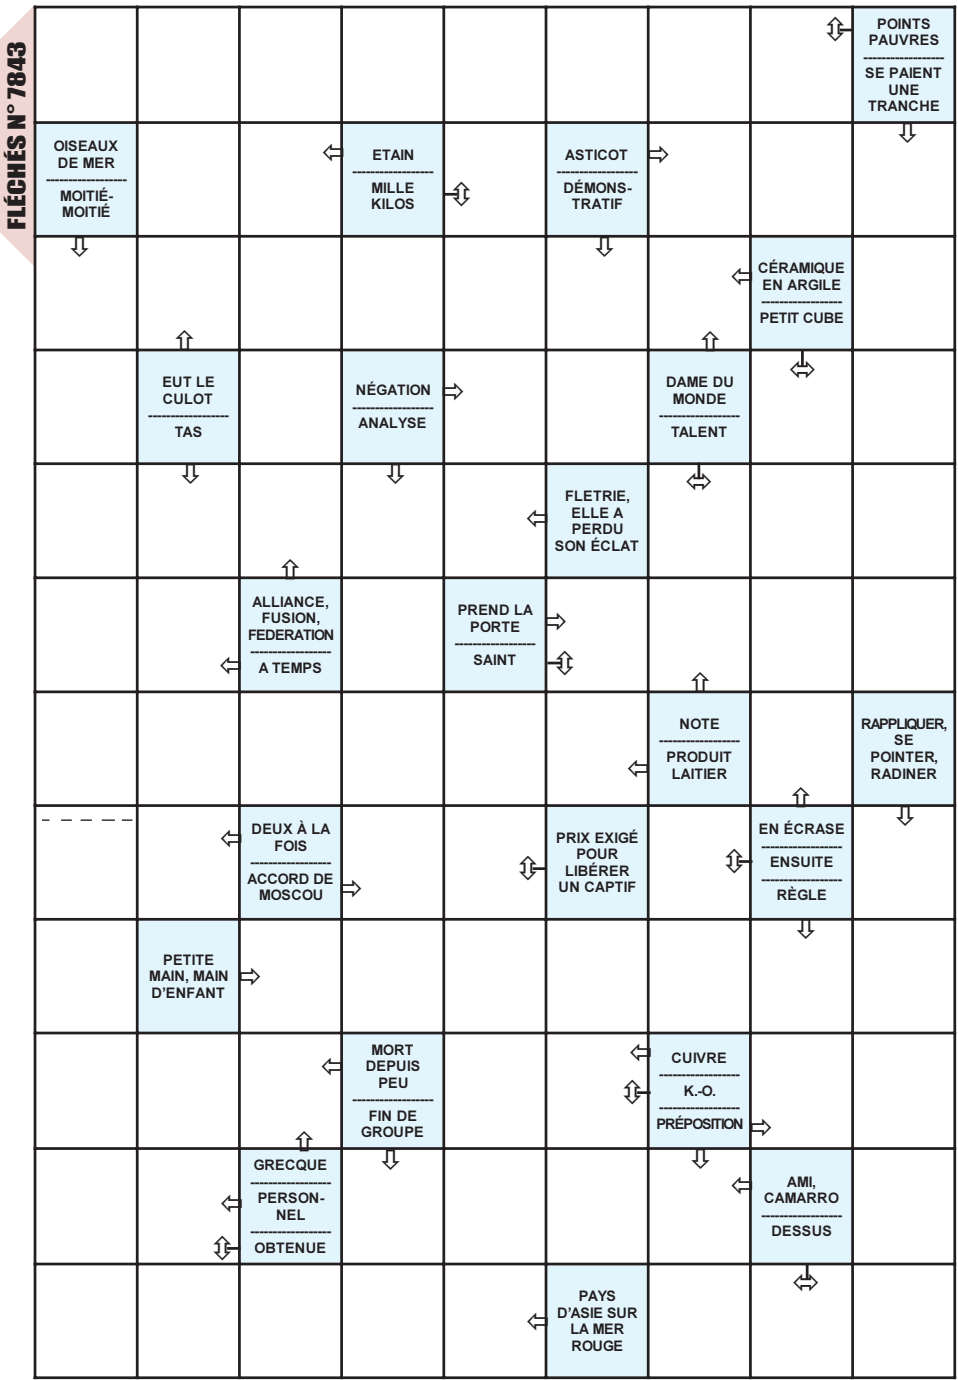 FLÉCHÉS N° 7843
POINTS
PAUVRES
SE PAIENT
UNE
TRANCHE
OISEAUX
DE MER
MOITIÉ-
MOITIÉ
ETAIN
MILLE
KILOS
ASTICOT
DÉMONS-
TRATIF
CÉRAMIQUE
EN ARGILE
PETIT CUBE
EUT LE
CULOT
TAS
NÉGATION
ANALYSE
DAME DU
MONDE
TALENT
FLETRIE,
ELLE A
PERDU
SON ÉCLAT
ALLIANCE,
FUSION,
FEDERATION
A TEMPS
PREND LA
PORTE
SAINT
NOTE
PRODUIT
LAITIER
RAPPLIQUER,
SE
POINTER,
RADINER
DEUX À LA
FOIS
ACCORD DE
MOSCOU
PRIX EXIGÉ
POUR
LIBÉRER
UN CAPTIF
EN ÉCRASE
ENSUITE
RÈGLE
PETITE
MAIN, MAIN
D'ENFANT
MORT
DEPUIS
PEU
FIN DE
GROUPE
CUIVRE
K.-O.
PRÉPOSITION
GRECQUE
PERSON-
NEL
OBTENUE
AMI,
CAMARRO
DESSUS
PAYS
D'ASIE SUR
LA MER
ROUGE